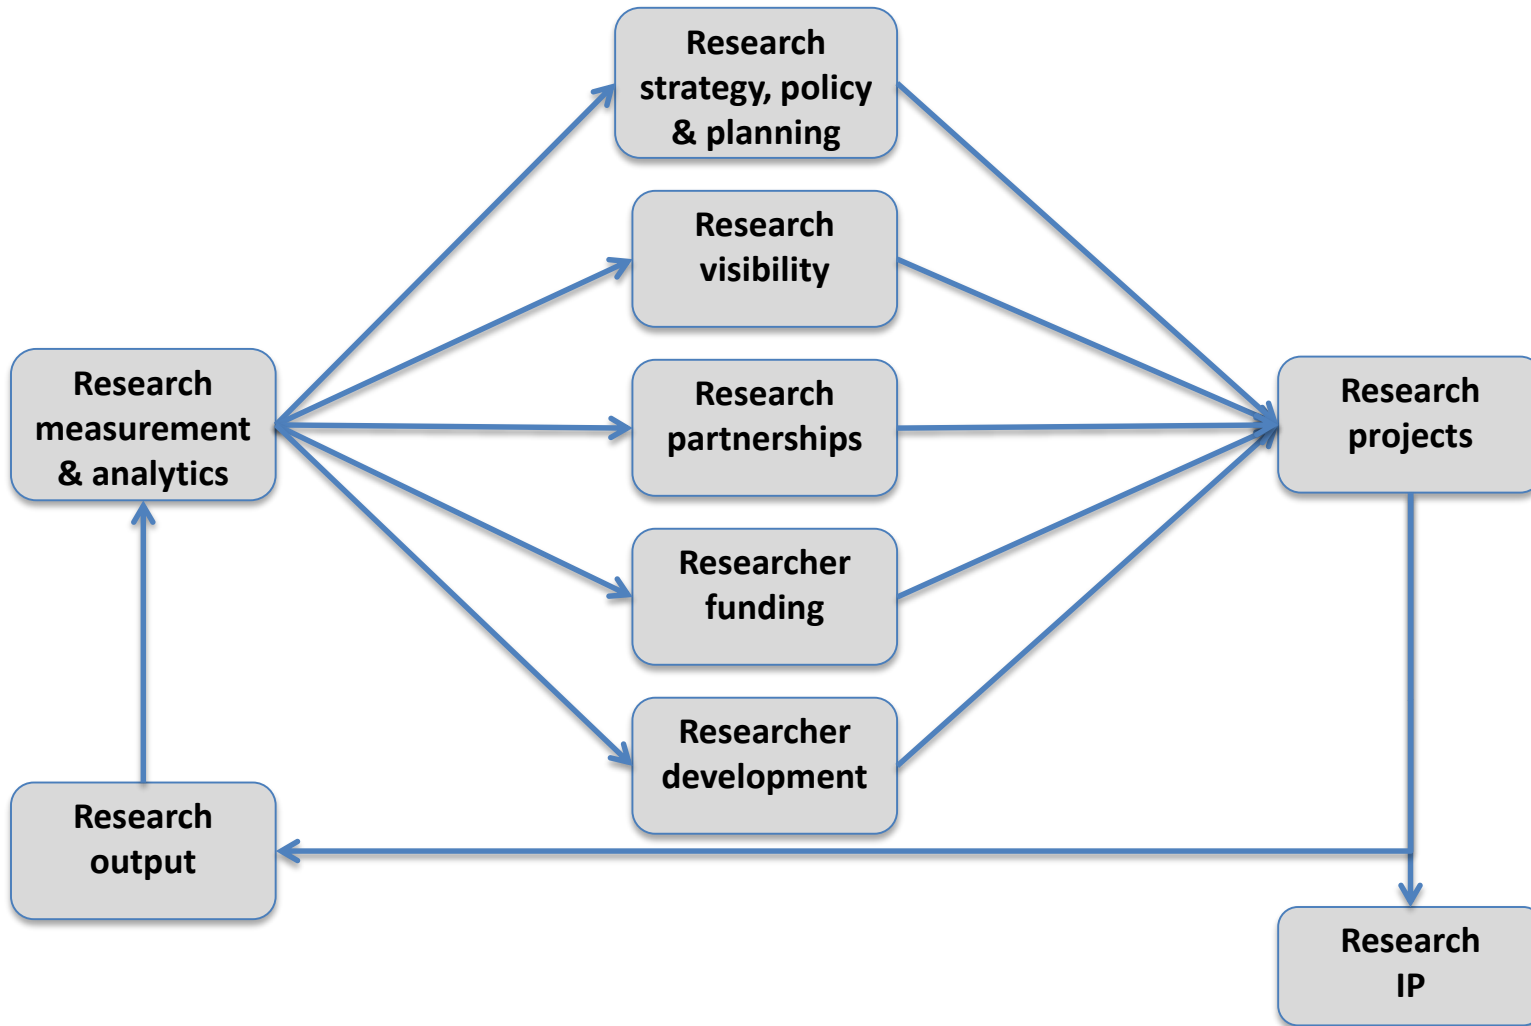 Research
strategy, policy
& planning
Research
visibility
Research
measurement
& analytics
Research
partnerships
Research
projects
Researcher
funding
Researcher
development
Research
output
Research
IP